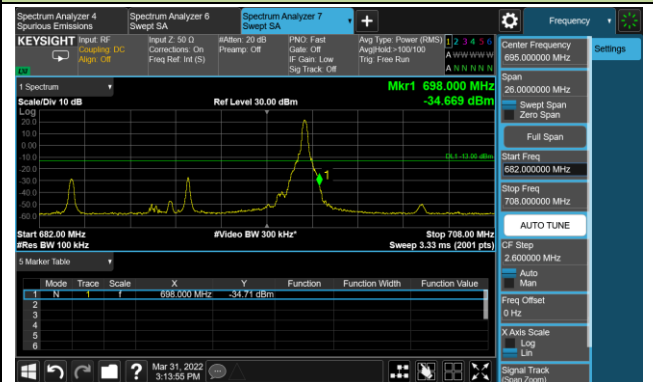 Spectrum Analyzer 4
Spurious Emissions
Spectrum Analyzer 6
Swept SA
Spectrum Analyzer 7
Swept SA
+
Frequency
KEYSIGHT
Input: RF
Coupling: DC
Align: Off
Input Z: 50 Ω
Corrections: On
Freq Ref: Int (S)
#Atten: 20 dB
Preamp: Off
PNO: Fast
Gate: Off
IF Gain: Low
Sig Track: Off
Avg Type: Power (RMS)
Avg|Hold:>100/100
Trig: Free Run
1 2 3 4 5 6
A W W W W W
A N N N N N
LXI
1 Spectrum
Scale/Div 10 dB
Ref Level 30.00 dBm
Mkr1 698.000 MHz
-34.669 dBm
Log
20.0
10.0
0.00
-10.0
-20.0
-30.0
-40.0
-50.0
-60.0
DL1 -13.00 dBm
1
Start 682.00 MHz
#Video BW 300 kHz*
Stop 708.00 MHz
#Res BW 100 kHz
Sweep 3.33 ms (2001 pts)
5 Marker Table
Mode Trace Scale X Y Function Function Width Function Value
1 N 1 f 698.000 MHz -34.71 dBm
2
3
4
5
6
Mar 31, 2022
3:13:55 PM
Center Frequency
695.000000 MHz
Settings
Span
26.0000000 MHz
Swept Span
Zero Span
Full Span
Start Freq
682.000000 MHz
Stop Freq
708.000000 MHz
AUTO TUNE
CF Step
2.600000 MHz
Auto
Man
Freq Offset
0 Hz
X Axis Scale
Log
Lin
Signal Track
(Span Zoom)